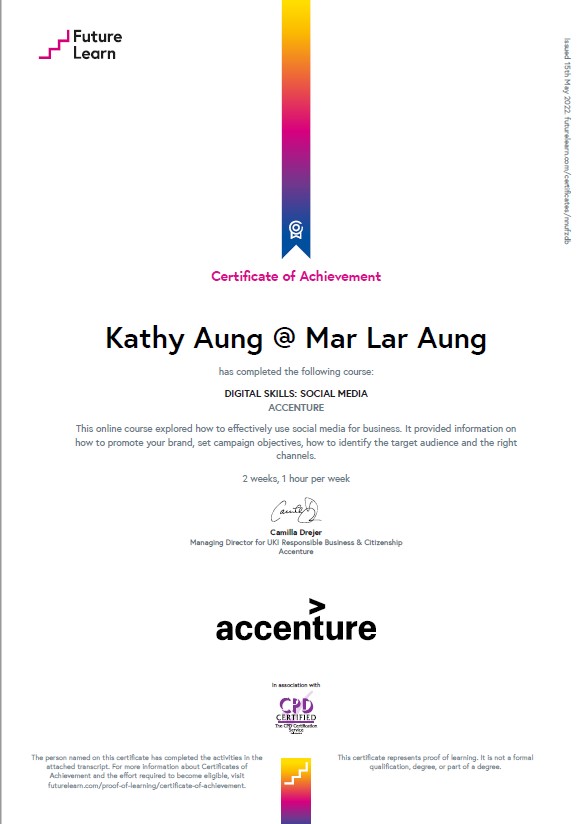 Future
Learn
Issued 15th May 2022. futurelearn.com/certificates/nnufzdb
Certificate of Achievement
Kathy Aung @ Mar Lar Aung
has completed the following course:
DIGITAL SKILLS: SOCIAL MEDIA
ACCENTURE
This online course explored how to effectively use social media for business. It provided information on
how to promote your brand, set campaign objectives, how to identify the target audience and the right
channels.
2 weeks, 1 hour per week
Camilla Drejer
Managing Director for UKI Responsible Business & Citizenship
Accenture
accenture
In association with
CPD
CERTIFIED
The CPD Certification
Service
The person named on this certificate has completed the activities in the
attached transcript. For more information about Certificates of
Achievement and the effort required to become eligible, visit
futurelearn.com/proof-of-learning/certificate-of-achievement.
This certificate represents proof of learning. It is not a formal
qualification, degree, or part of a degree.